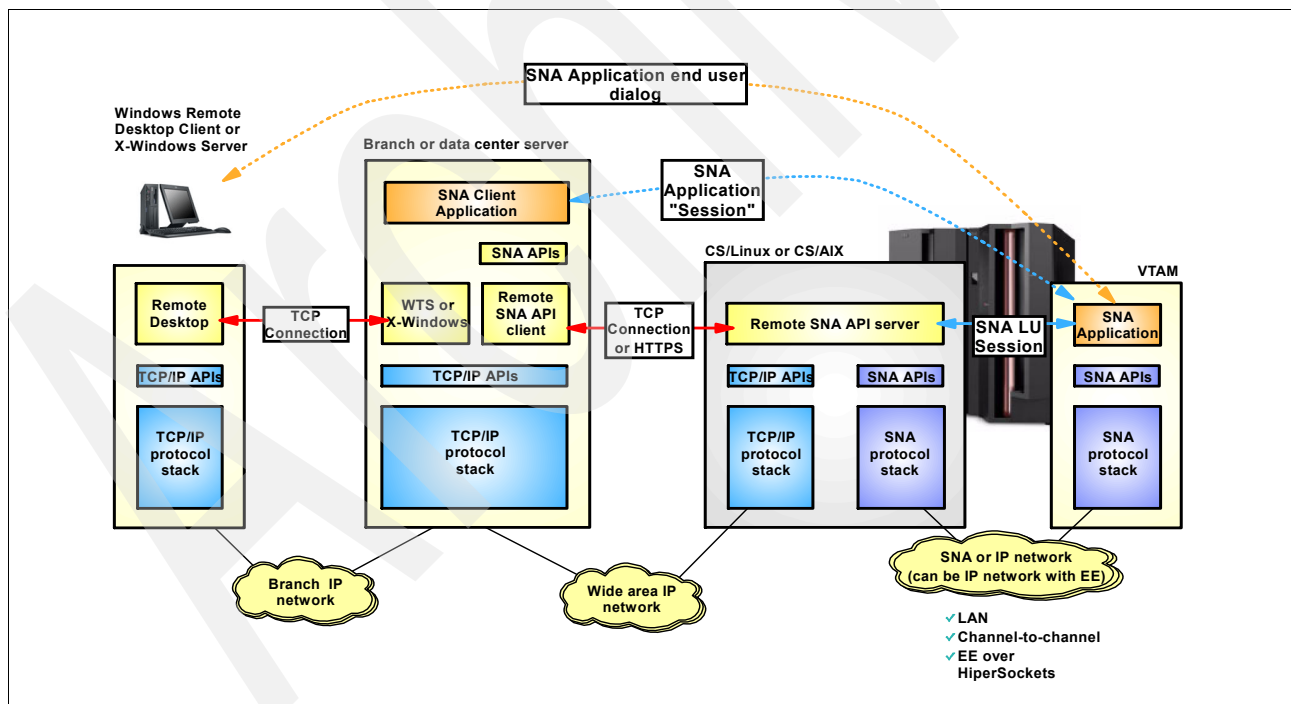 SNA Application end user
dialog
Windows Remote
Desktop Client or
X-Windows Server
Branch or data center server
SNA Client
Application
SNA
Application
"Session"
SNA APIs
CS/Linux or CS/AIX
VTAM
Remote
Desktop
TCP
Connection
WTS or
X-Windows
Remote
SNA API
client
TCP
Connection
or HTTPS
Remote SNA API server
SNA LU
Session
SNA
Application
TCP/IP APIs
TCP/IP APIs
TCP/IP APIs
SNA APIs
SNA APIs
TCP/IP
protocol
stack
TCP/IP
protocol
stack
TCP/IP
protocol
stack
SNA
protocol
stack
SNA
protocol
stack
Branch IP
network
Wide area IP
network
SNA or IP network
(can be IP network with EE)
LAN
Channel-to-channel
EE over
HiperSockets